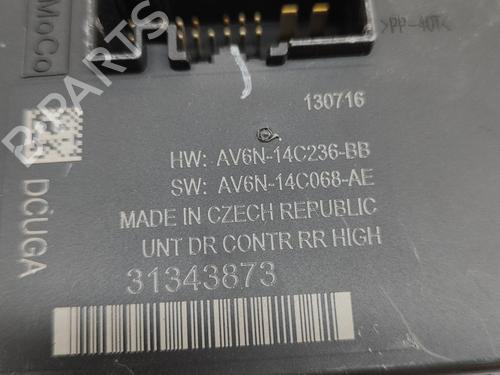 MoCo
>PP-40T<
B-PARTS
130716
HW: AV6N-14C236-BB
SW: AV6N-14C068-AE
MADE IN CZECH REPUBLIC
UNT DR CONTR RR HIGH
31343873
DCUGA